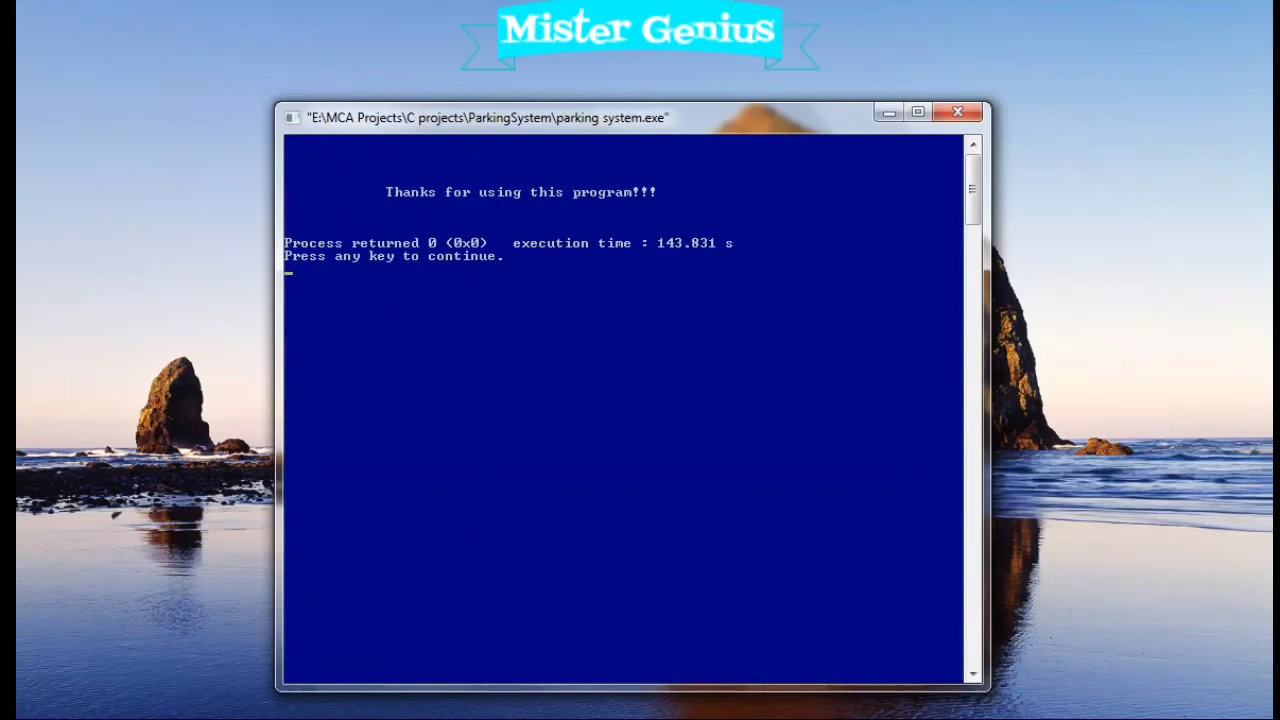 Mister Genius
"E:\MCA Projects\C projects\ParkingSystem\parking system.exe"
Thanks for using this program!!!
Process returned 0 (0x0)   execution time : 143.831 s
Press any key to continue.